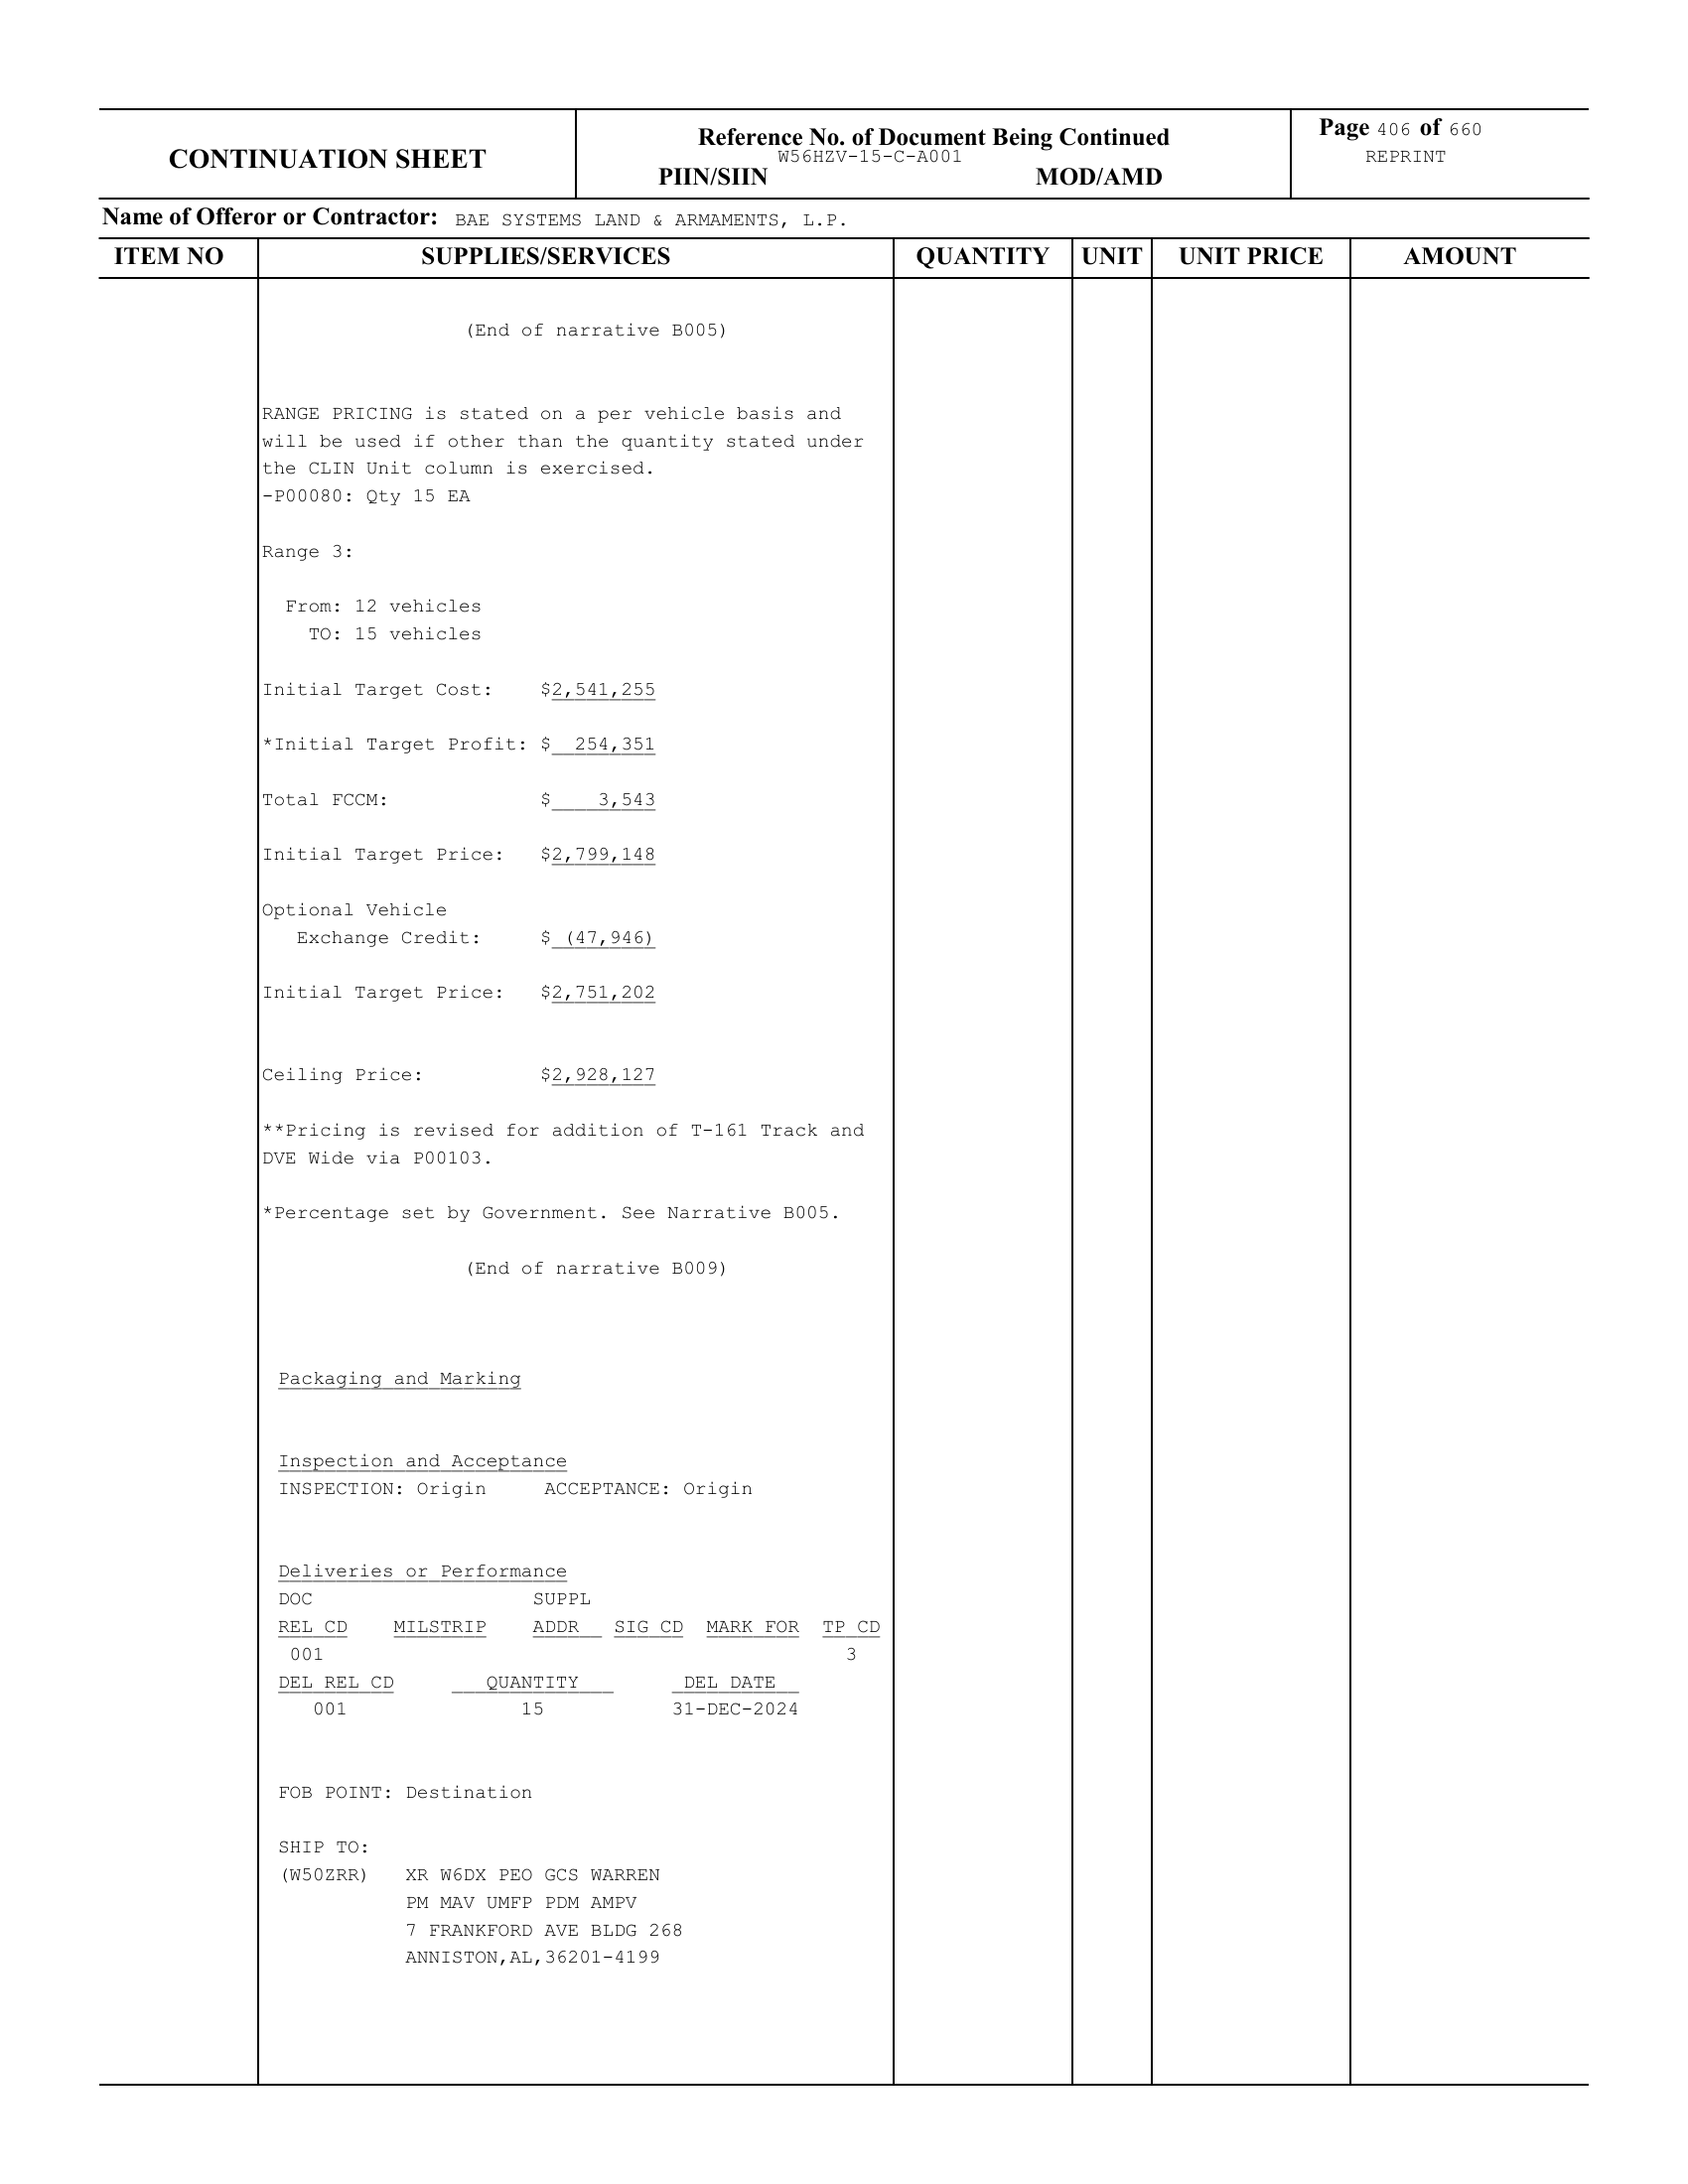 CONTINUATION SHEET
Reference No. of Document Being Continued
W56HZV-15-C-A001
PIIN/SIIN MOD/AMD
Page 406 of 660
REPRINT
Name of Offeror or Contractor: BAE SYSTEMS LAND & ARMAMENTS, L.P.
ITEM NO SUPPLIES/SERVICES QUANTITY UNIT UNIT PRICE AMOUNT
(End of narrative B005)
RANGE PRICING is stated on a per vehicle basis and
will be used if other than the quantity stated under
the CLIN Unit column is exercised.
-P00080: Qty 15 EA
Range 3:
From: 12 vehicles
TO: 15 vehicles
Initial Target Cost: $2,541,255
*Initial Target Profit: $__254,351
Total FCCM: $____3,543
Initial Target Price: $2,799,148
Optional Vehicle
Exchange Credit: $_(47,946)
Initial Target Price: $2,751,202
Ceiling Price: $2,928,127
**Pricing is revised for addition of T-161 Track and
DVE Wide via P00103.
*Percentage set by Government. See Narrative B005.
(End of narrative B009)
Packaging and Marking
Inspection and Acceptance
INSPECTION: Origin ACCEPTANCE: Origin
Deliveries or Performance
DOC SUPPL
REL CD MILSTRIP ADDR SIG CD MARK FOR TP CD
001 3
DEL REL CD QUANTITY DEL DATE
001 15 31-DEC-2024
FOB POINT: Destination
SHIP TO:
(W50ZRR) XR W6DX PEO GCS WARREN
PM MAV UMFP PDM AMPV
7 FRANKFORD AVE BLDG 268
ANNISTON,AL,36201-4199